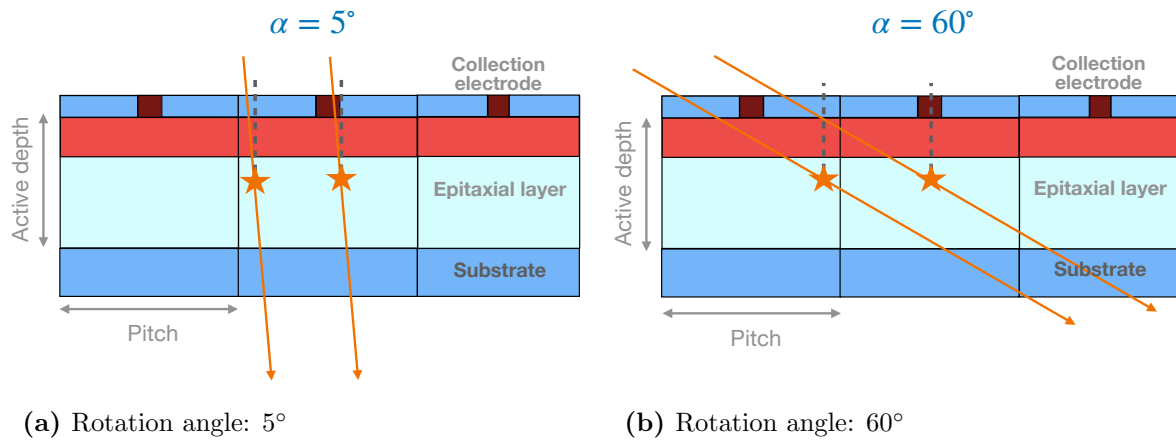 α = 5°
Collection
electrode
Active depth
Epitaxial layer
Substrate
Pitch
(a) Rotation angle: 5°
α = 60°
Collection
electrode
Active depth
Epitaxial layer
Substrate
Pitch
(b) Rotation angle: 60°